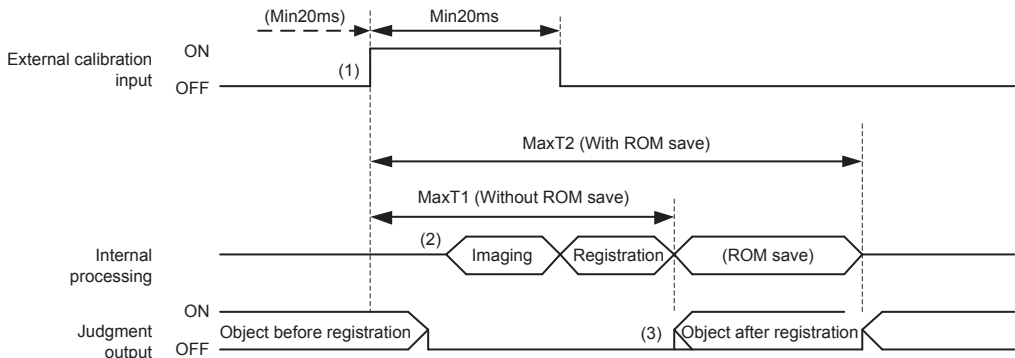 (Min20ms)
Min20ms
External calibration
input
ON
OFF
(1)
MaxT2 (With ROM save)
MaxT1 (Without ROM save)
Internal
processing
(2)
Imaging
Registration
(ROM save)
Judgment
output
ON
OFF
Object before registration
(3)
Object after registration